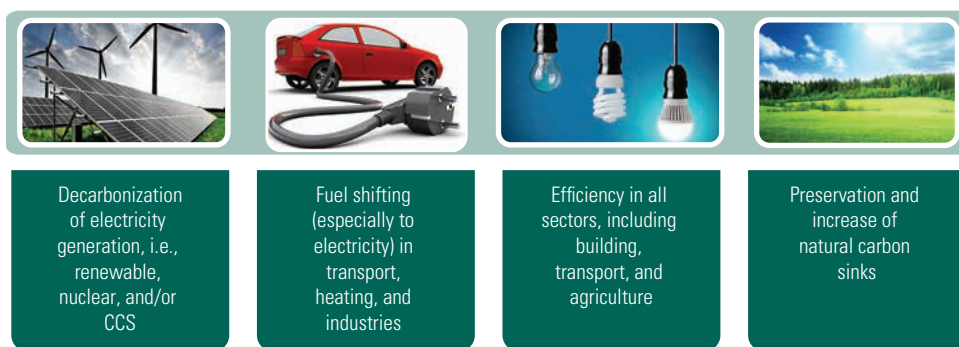 Decarbonization
of electricity
generation, i.e.,
renewable,
nuclear, and/or
CCS
Fuel shifting
(especially to
electricity) in
transport,
heating, and
industries
Efficiency in all
sectors, including
building,
transport, and
agriculture
Preservation and
increase of
natural carbon
sinks